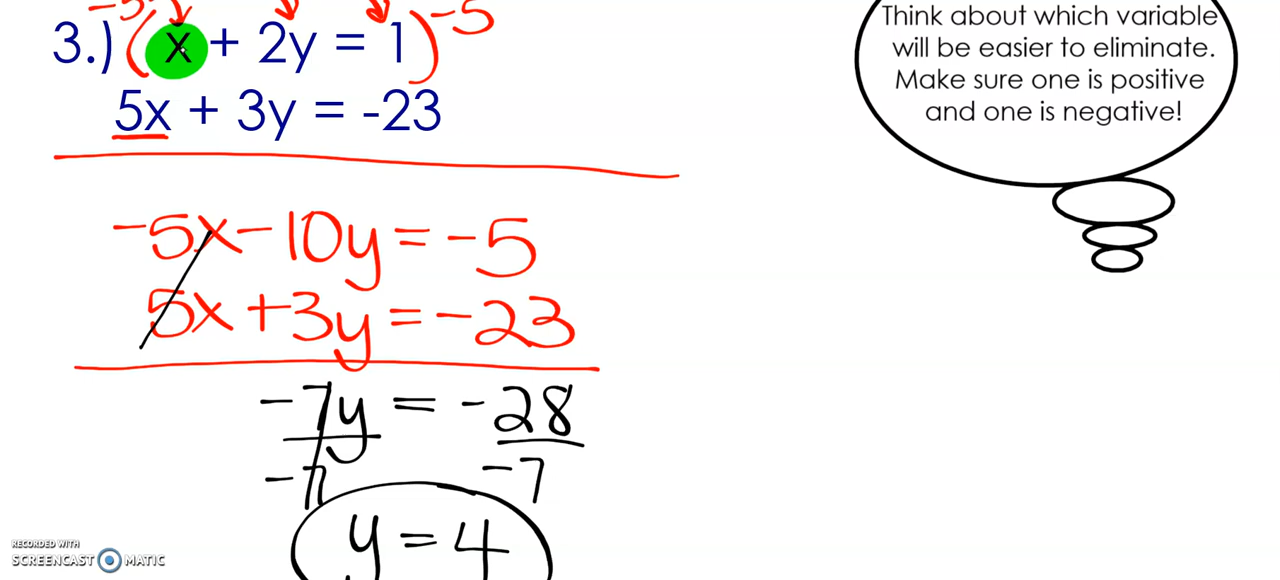 -5
3.) (x + 2y = 1) -5
5x + 3y = -23
-5x - 10y = -5
5x + 3y = -23
-7y = -28
-7 -7
y = 4
Think about which variable
will be easier to eliminate.
Make sure one is positive
and one is negative!
RECORDED WITH
SCREENCAST MATIC